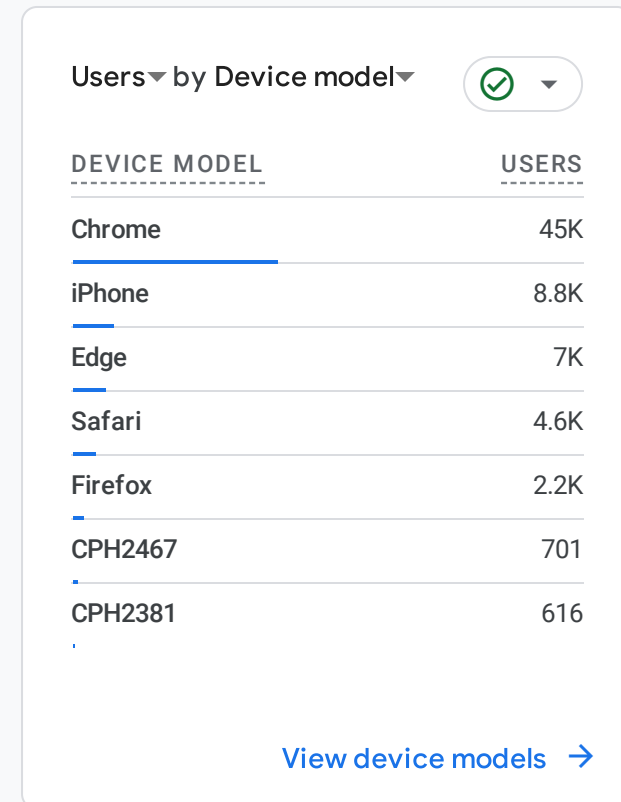 Users by Device model
DEVICE MODEL USERS
Chrome 45K
iPhone 8.8K
Edge 7K
Safari 4.6K
Firefox 2.2K
CPH2467 701
CPH2381 616
View device models